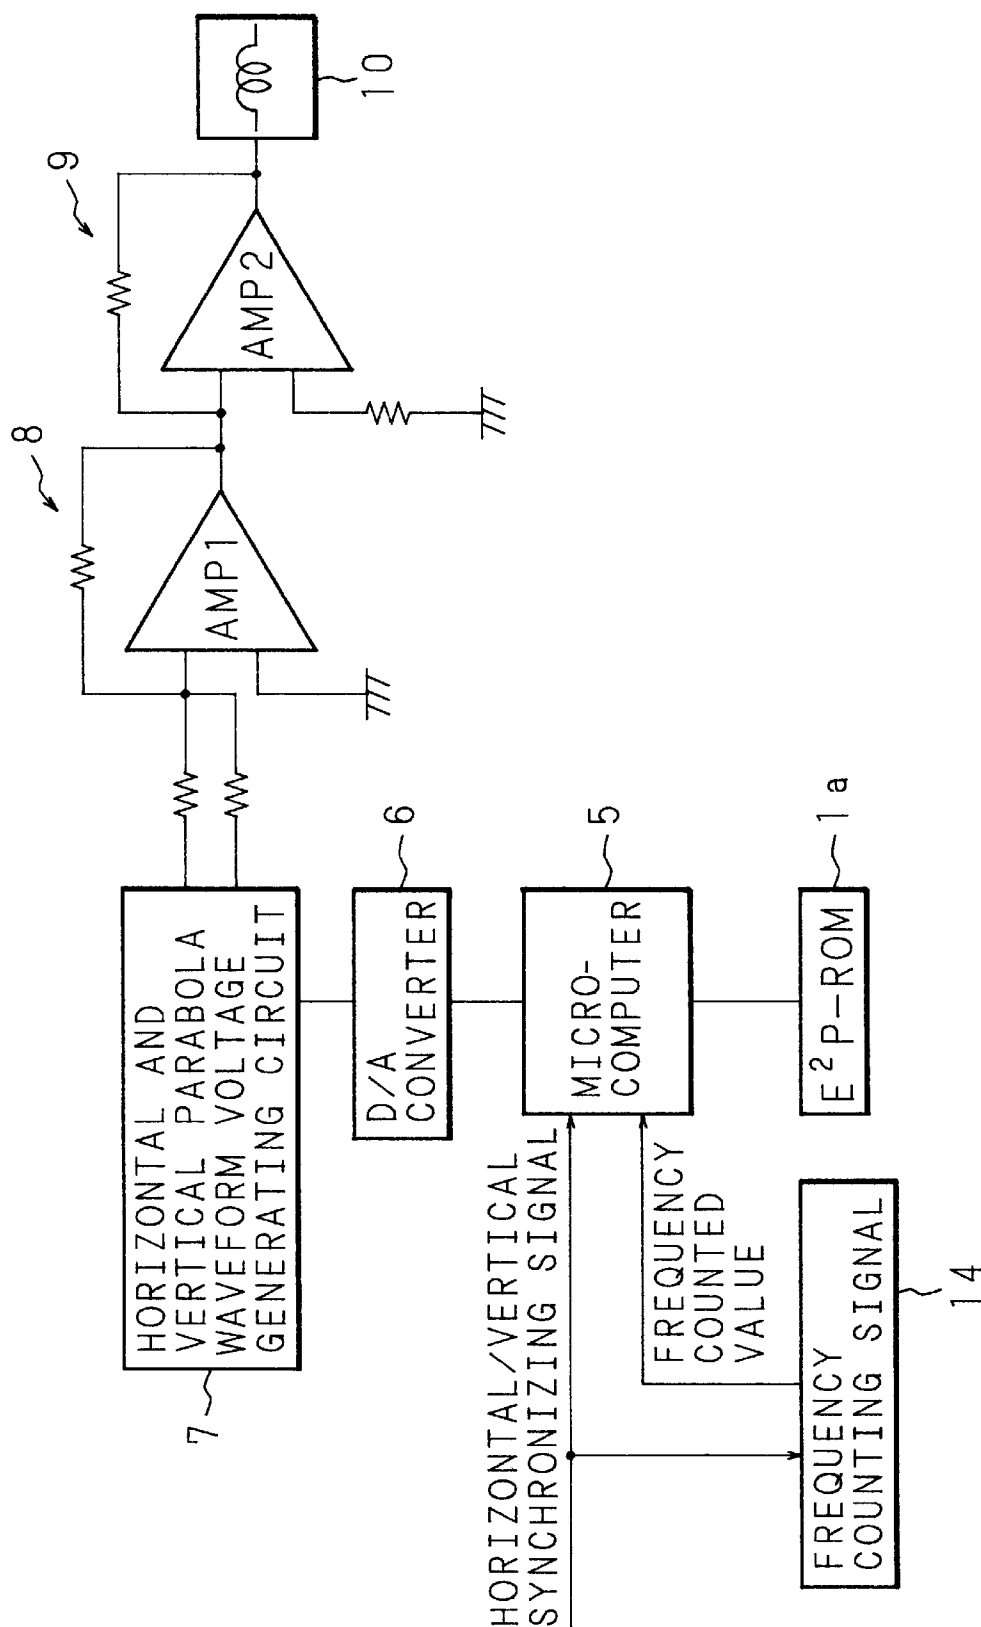 9
8
10
AMP2
AMP1
HORIZONTAL AND
VERTICAL PARABOLA
WAVEFORM VOLTAGE
GENERATING CIRCUIT
7
D/A
CONVERTER
6
HORIZONTAL/VERTICAL
SYNCHRONIZING SIGNAL
MICRO-
COMPUTER
5
FREQUENCY
COUNTED
VALUE
E²P-ROM
1a
FREQUENCY
COUNTING SIGNAL
14